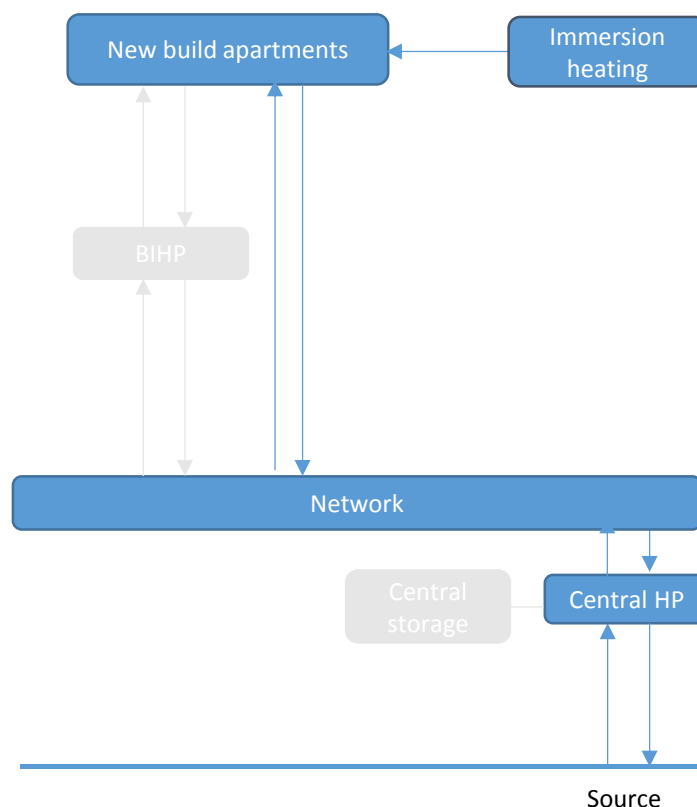 New build apartments
Immersion
heating
BIHP
Network
Central
storage
Central HP
Source